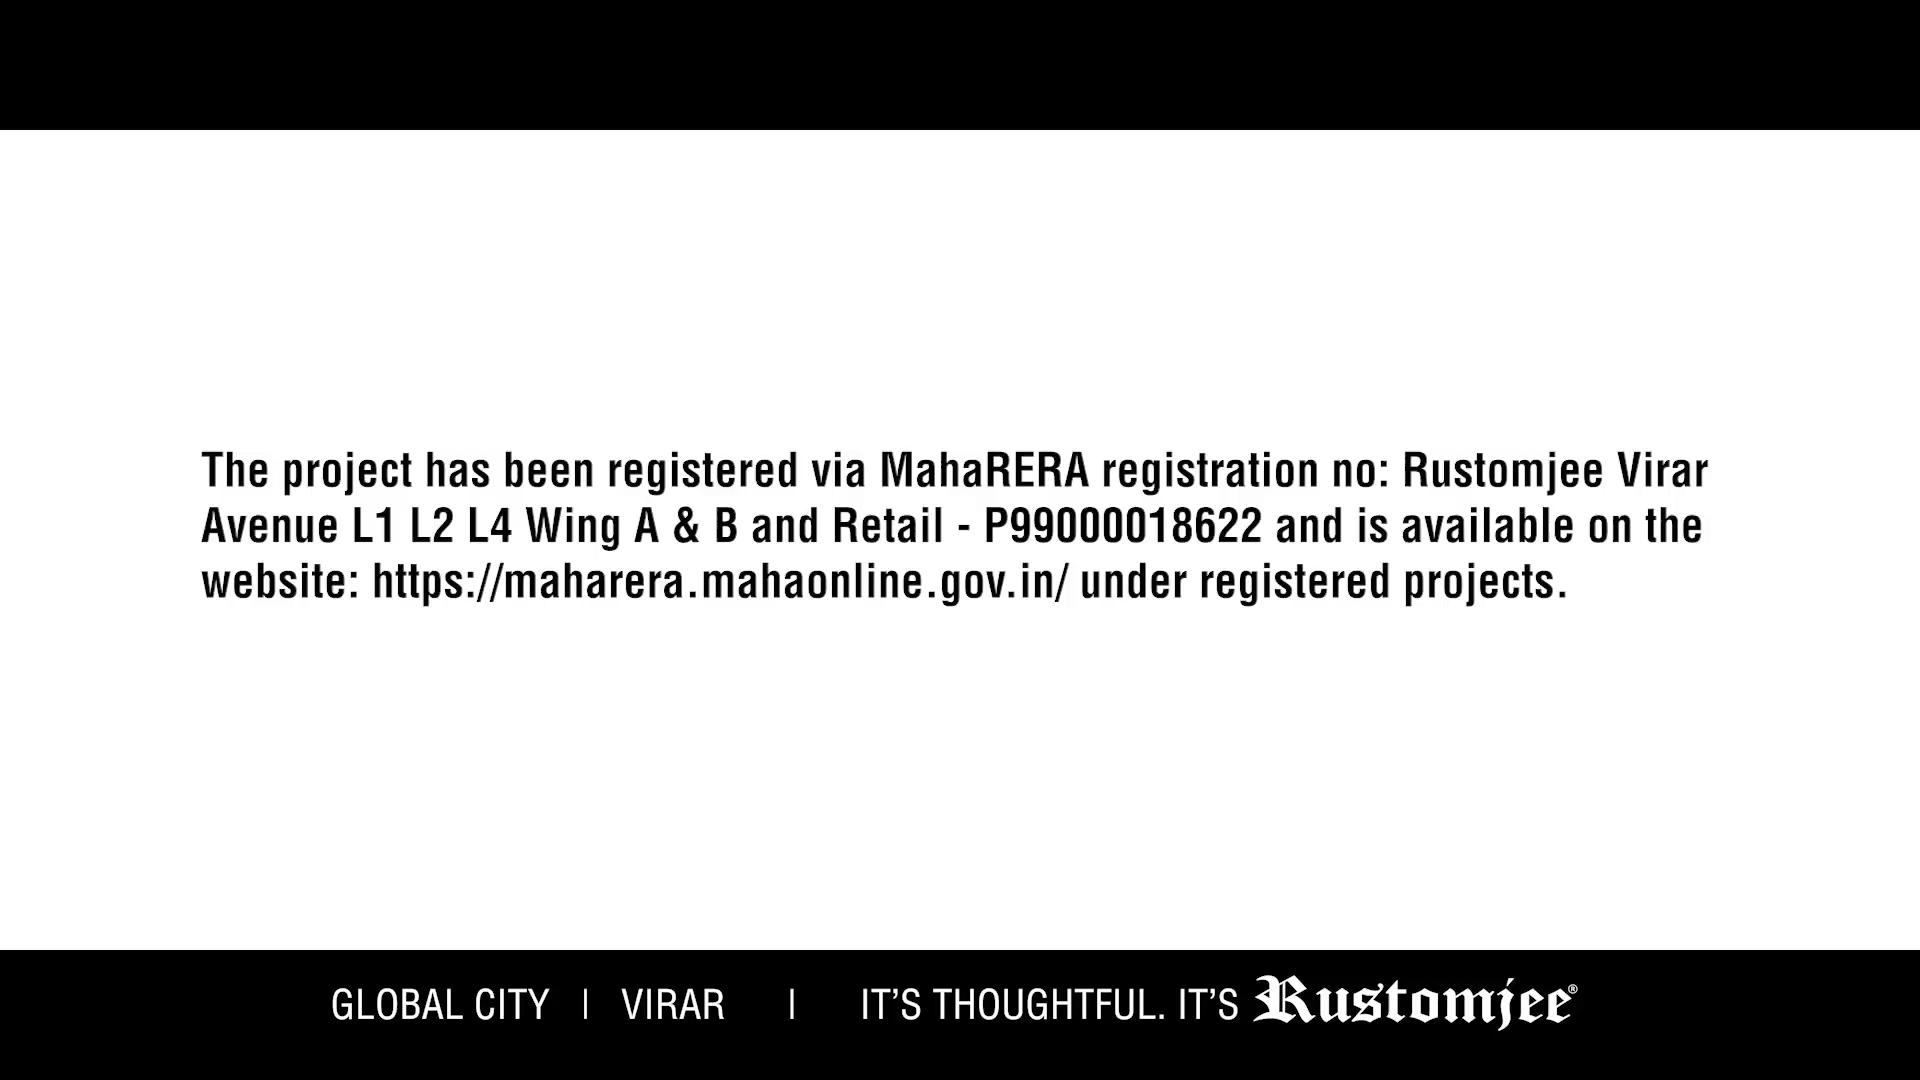 The project has been registered via MahaRERA registration no: Rustomjee Virar
Avenue L1 L2 L4 Wing A & B and Retail - P99000018622 and is available on the
website: https://maharera.mahaonline.gov.in/ under registered projects.
GLOBAL CITY | VIRAR | IT’S THOUGHTFUL. IT’S Rustomjee®